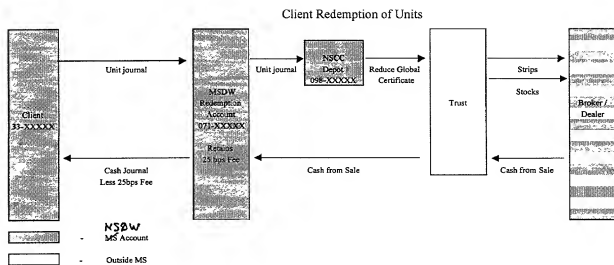 Client Redemption of Units
Unit journal
Unit journal
NSCC
Depot
098-XXXXX
Reduce Global
Certificate
Trust
Strips
Stocks
Broker /
Dealer
Client
33-XXXXX
MSDW
Redemption
Account
071-XXXXX
Retains
25 bps Fee
Cash Journal
Less 25bps Fee
Cash from Sale
Cash from Sale
MSDW
- MS Account
- Outside MS